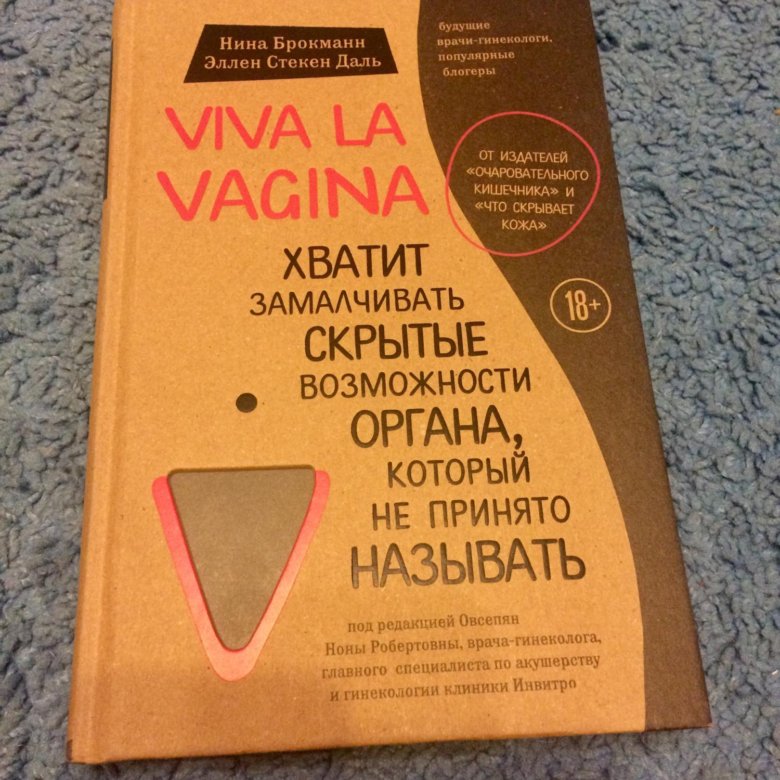 Нина Брокманн
Эллен Стекен Даль
будущие
врачи-гинекологи,
популярные
блогеры
VIVA LA
VAGINA
ОТ ИЗДАТЕЛЕЙ
«ОЧАРОВАТЕЛЬНОГО
КИШЕЧНИКА» И
«ЧТО СКРЫВАЕТ
КОЖА»
ХВАТИТ
ЗАМАЛЧИВАТЬ
СКРЫТЫЕ
ВОЗМОЖНОСТИ
ОРГАНА,
КОТОРЫЙ
НЕ ПРИНЯТО
НАЗЫВАТЬ
18+
под редакцией Овсепян
Ноны Робертовны, врача-гинеколога,
главного специалиста по акушерству
и гинекологии клиники Инвитро